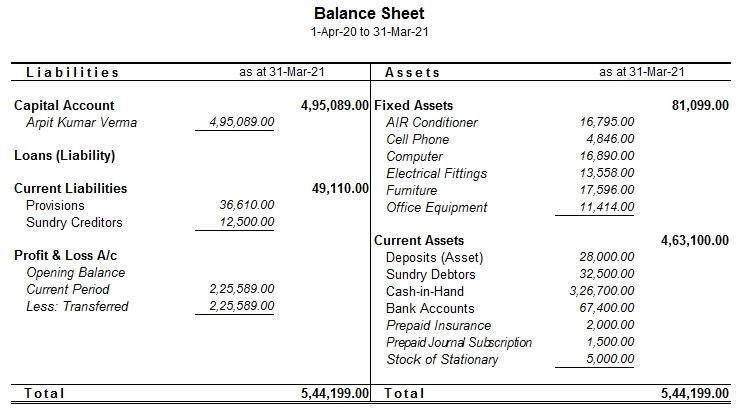 Balance Sheet
1-Apr-20 to 31-Mar-21
Liabilities as at 31-Mar-21
Capital Account 4,95,089.00
Arpit Kumar Verma 4,95,089.00
Loans (Liability)
Current Liabilities 49,110.00
Provisions 36,610.00
Sundry Creditors 12,500.00
Profit & Loss A/c
Opening Balance
Current Period 2,25,589.00
Less: Transferred 2,25,589.00
Total 5,44,199.00
Assets as at 31-Mar-21
Fixed Assets 81,099.00
AIR Conditioner 16,795.00
Cell Phone 4,846.00
Computer 16,890.00
Electrical Fittings 13,558.00
Furniture 17,596.00
Office Equipment 11,414.00
Current Assets 4,63,100.00
Deposits (Asset) 28,000.00
Sundry Debtors 32,500.00
Cash-in-Hand 3,26,700.00
Bank Accounts 67,400.00
Prepaid Insurance 2,000.00
Prepaid Journal Subscription 1,500.00
Stock of Stationary 5,000.00
Total 5,44,199.00